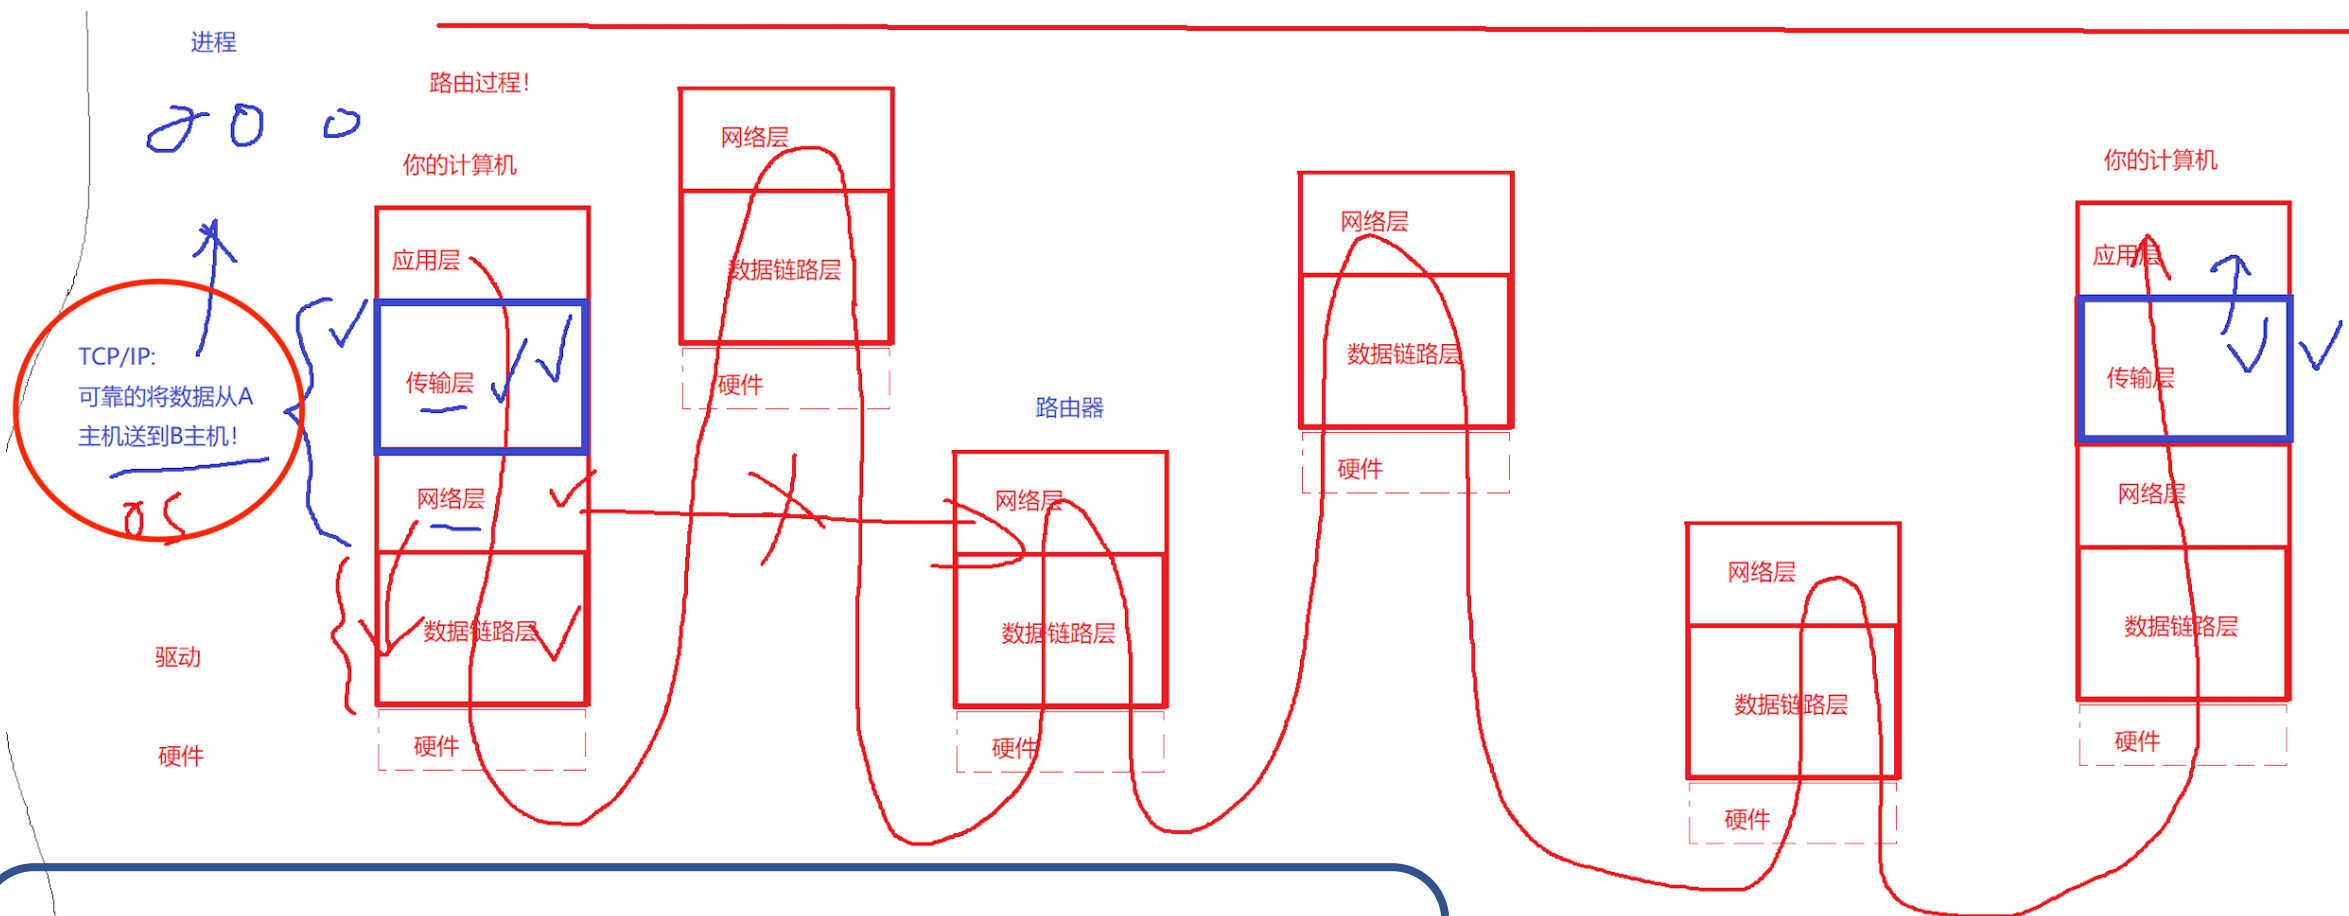 进程
路由过程！
你的计算机
应用层
传输层
网络层
数据链路层
硬件
TCP/IP:
可靠的将数据从A
主机送到B主机！
OS
驱动
硬件
网络层
数据链路层
硬件
路由器
网络层
数据链路层
硬件
网络层
数据链路层
硬件
网络层
数据链路层
硬件
你的计算机
应用层
传输层
网络层
数据链路层
硬件